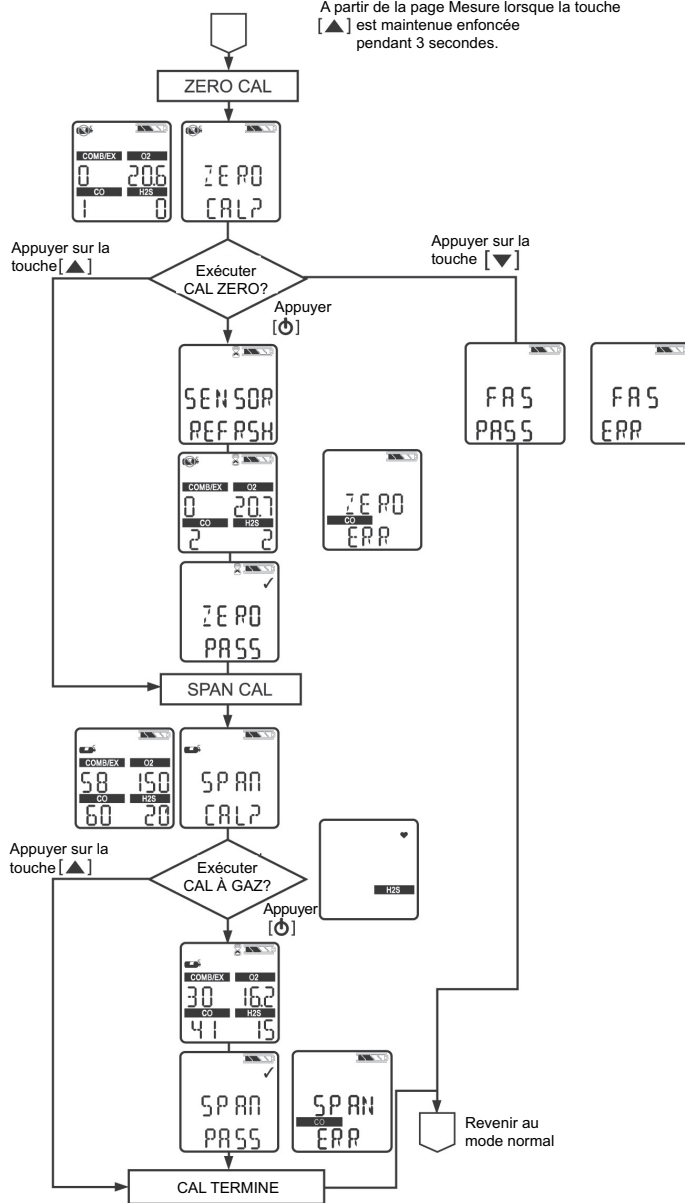 A partir de la page Mesure lorsque la touche
[▲] est maintenue enfoncée
pendant 3 secondes.
ZERO CAL
COMB/EX O2
0 20.6
CO H2S
1 0
ZERO
CAL?
Appuyer sur la
touche[▲]
Exécuter
CAL ZERO?
Appuyer sur la
touche [▼]
Appuyer
[⏻]
SENSOR
REFRSH
FAS
PASS
FAS
ERR
COMB/EX O2
0 20.7
CO H2S
2 2
ZERO
CO
ERR
ZERO
PASS
SPAN CAL
COMB/EX O2
58 150
CO H2S
60 20
SPAN
CAL?
Appuyer sur la
touche[▲]
Exécuter
CAL À GAZ?
H2S
Appuyer
[⏻]
COMB/EX O2
30 16.2
CO H2S
41 15
SPAN
PASS
SPAN
CO
ERR
Revenir au
mode normal
CAL TERMINE